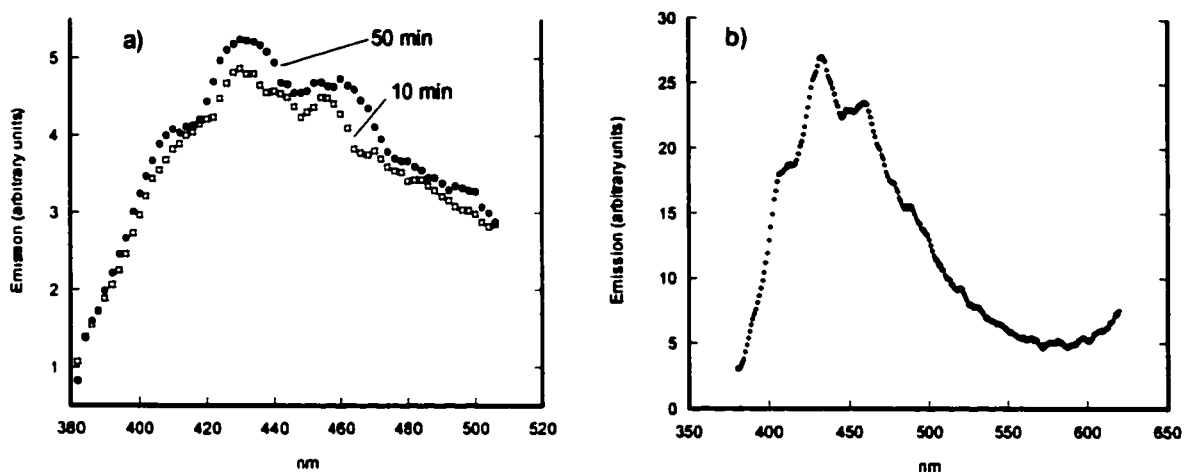 a)
50 min
10 min
Emission (arbitrary units)
5
4
3
2
1
380 400 420 440 460 480 500 520
nm
b)
Emission (arbitrary units)
30
25
20
15
10
5
0
350 400 450 500 550 600 650
nm